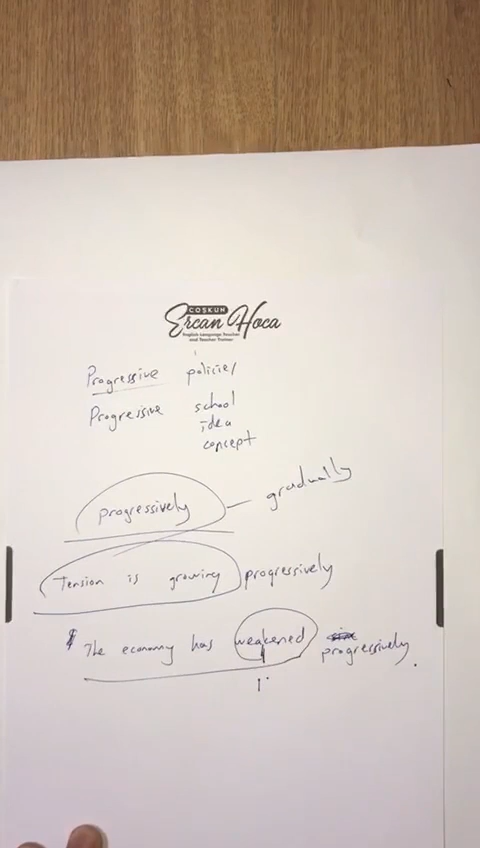 COSKUN
Ercan Hoca
English Language Teacher
and Teacher Trainer
Progressive policies
Progressive school
idea
concept
progressively — gradually
Tension is growing progressively
The economy has weakened progressively.